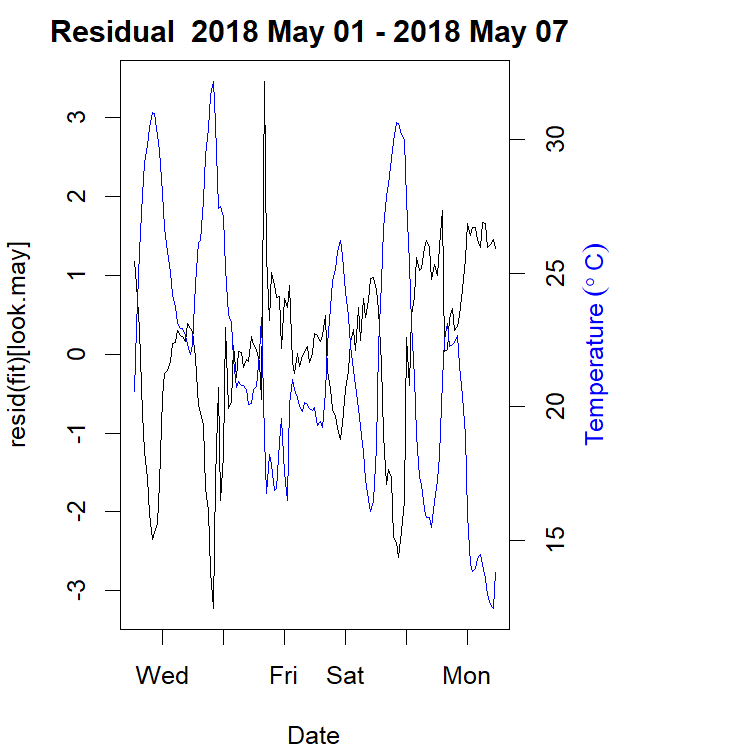 Residual  2018 May 01 - 2018 May 07
resid(fit)[look.may]
3
2
1
0
-1
-2
-3
30
25
20
15
Temperature (° C)
Wed Fri Sat Mon
Date